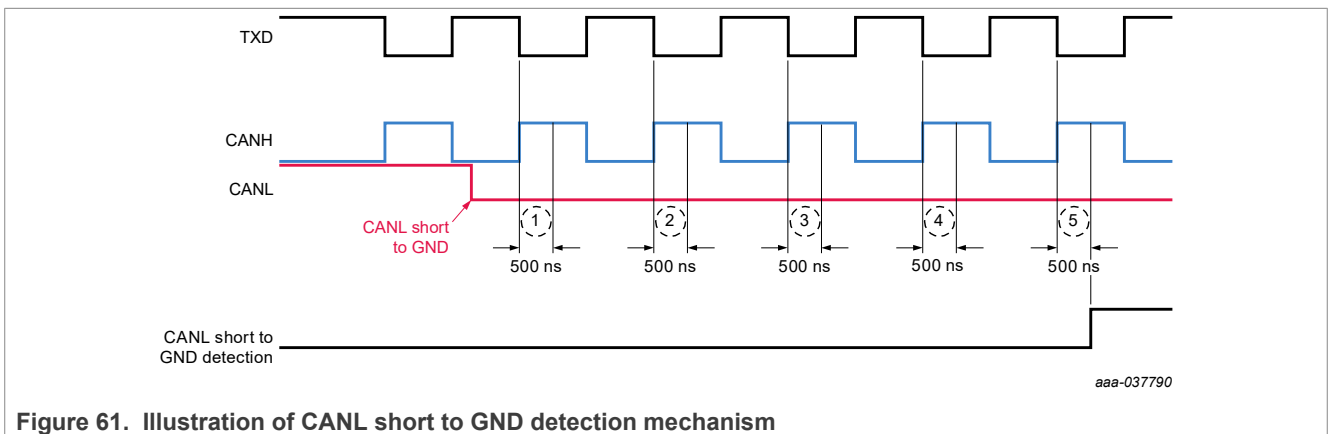 TXD
CANH
CANL
CANL short
to GND
1
2
3
4
5
500 ns
500 ns
500 ns
500 ns
500 ns
CANL short to
GND detection
aaa-037790
Figure 61. Illustration of CANL short to GND detection mechanism